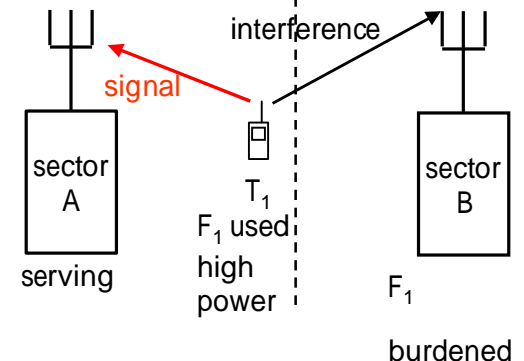 interference
signal
sector
A
serving
T₁
F₁ used
high
power
sector
B
F₁
burdened